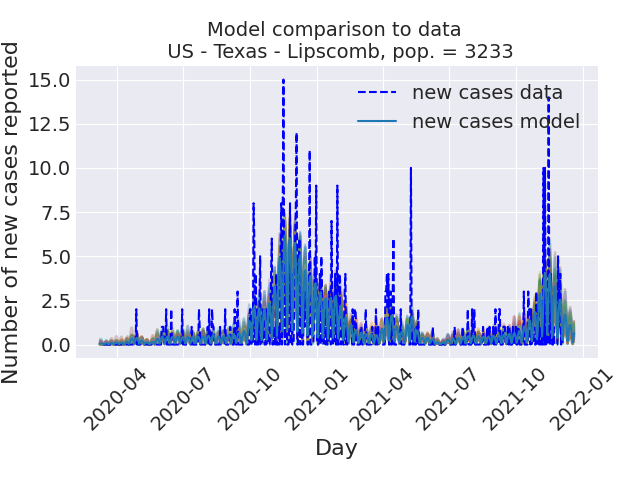 Model comparison to data
US - Texas - Lipscomb, pop. = 3233
Number of new cases reported
15.0
12.5
10.0
7.5
5.0
2.5
0.0
new cases data
new cases model
2020-04
2020-07
2020-10
2021-01
2021-04
2021-07
2021-10
2022-01
Day